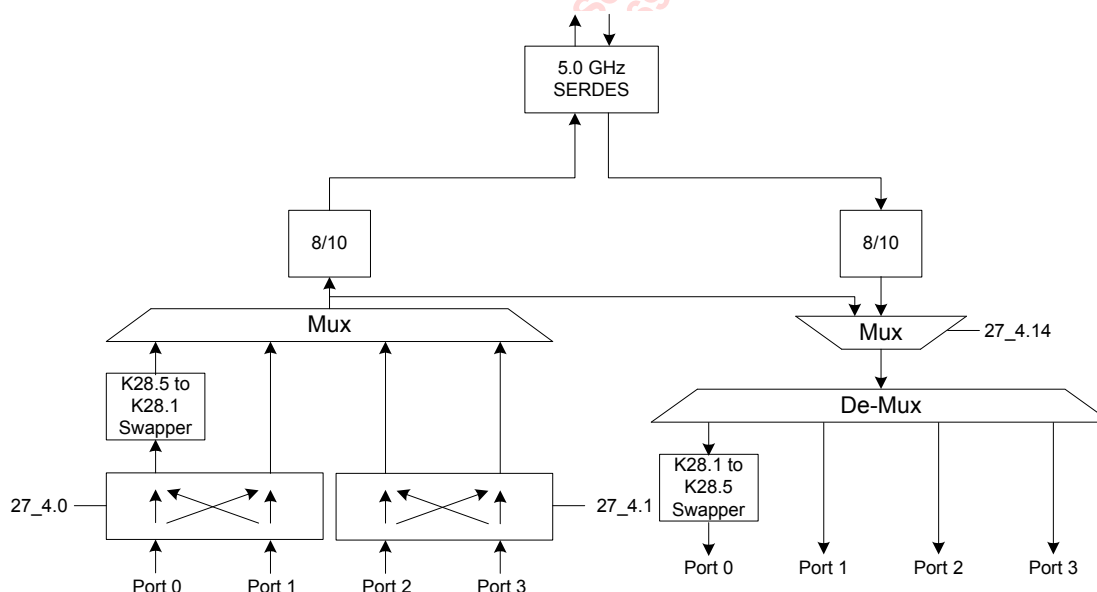 5.0 GHz
SERDES
8/10
8/10
Mux
Mux
27_4.14
K28.5 to
K28.1
Swapper
De-Mux
K28.1 to
K28.5
Swapper
27_4.0
27_4.1
Port 0
Port 1
Port 2
Port 3
Port 0
Port 1
Port 2
Port 3